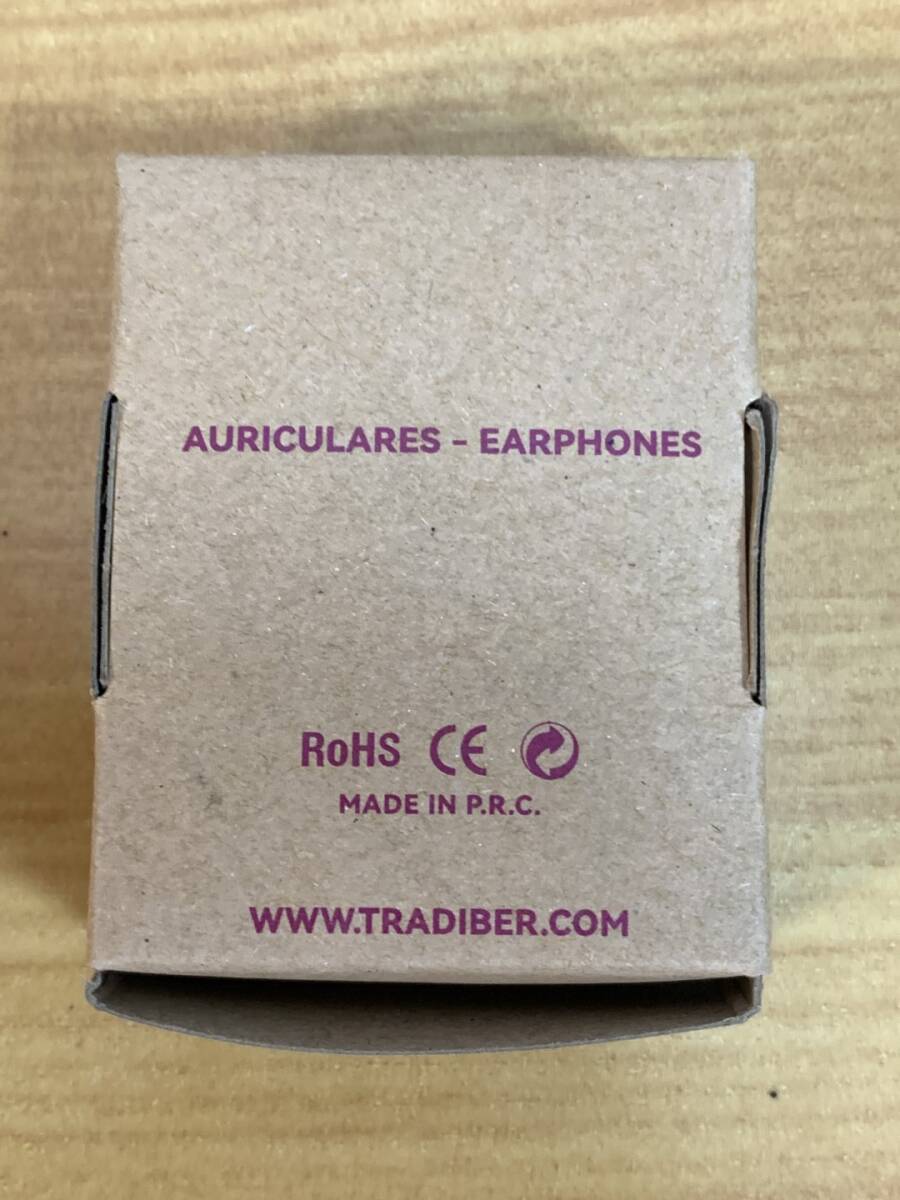 AURICULARES - EARPHONES
RoHS CE
MADE IN P.R.C.
WWW.TRADIBER.COM